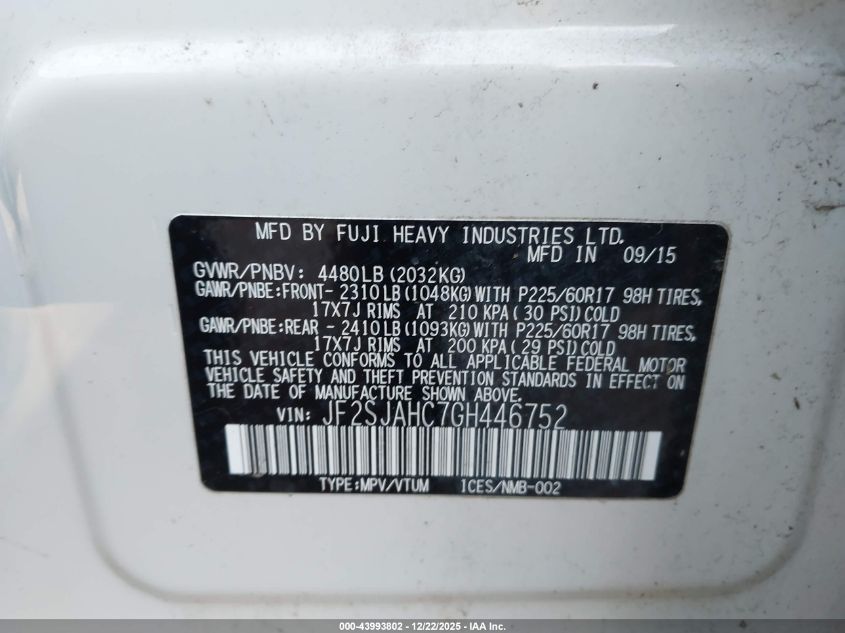 MFD BY FUJI HEAVY INDUSTRIES LTD.
MFD IN 09/15
GVWR/PNBV: 4480LB (2032KG)
GAWR/PNBE:FRONT- 2310LB (1048KG) WITH P225/60R17 98H TIRES,
17X7J RIMS AT 210 KPA ( 30 PSI) COLD
GAWR/PNBE:REAR - 2410LB (1093KG) WITH P225/60R17 98H TIRES,
17X7J RIMS AT 200 KPA ( 29 PSI) COLD
THIS VEHICLE CONFORMS TO ALL APPLICABLE FEDERAL MOTOR
VEHICLE SAFETY AND THEFT PREVENTION STANDARDS IN EFFECT ON
THE DATE OF MANUFACTURE SHOWN ABOVE.
VIN: JF2SJAHC7GH446752
TYPE:MPV/VTUM ICES/NMB-002
000-43993802 - 12/22/2025 - IAA Inc.